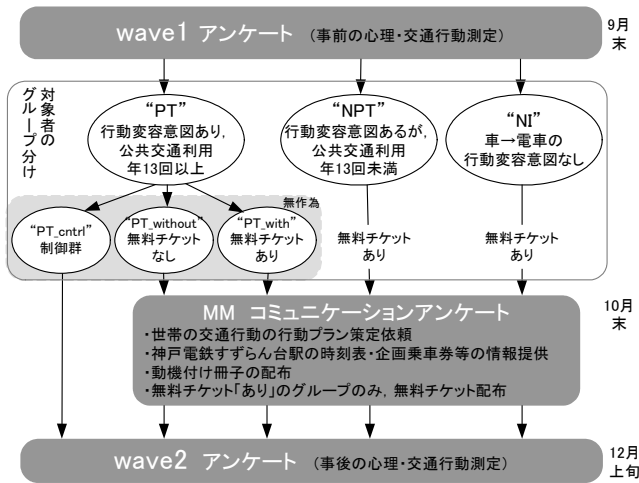 wave1 アンケート （事前の心理・交通行動測定）
9月
末
対象者の
グループ分け
“PT”
行動変容意図あり，
公共交通利用
年13回以上
“NPT”
行動変容意図あるが，
公共交通利用
年13回未満
“NI”
車→電車の
行動変容意図なし
無作為
“PT_cntrl”
制御群
“PT_without”
無料チケット
なし
“PT_with”
無料チケット
あり
無料チケット
あり
無料チケット
あり
MM コミュニケーションアンケート
・世帯の交通行動の行動プラン策定依頼
・神戸電鉄すずらん台駅の時刻表・企画乗車券等の情報提供
・動機付け冊子の配布
・無料チケット「あり」のグループのみ，無料チケット配布
10月
末
wave2 アンケート （事後の心理・交通行動測定）
12月
上旬